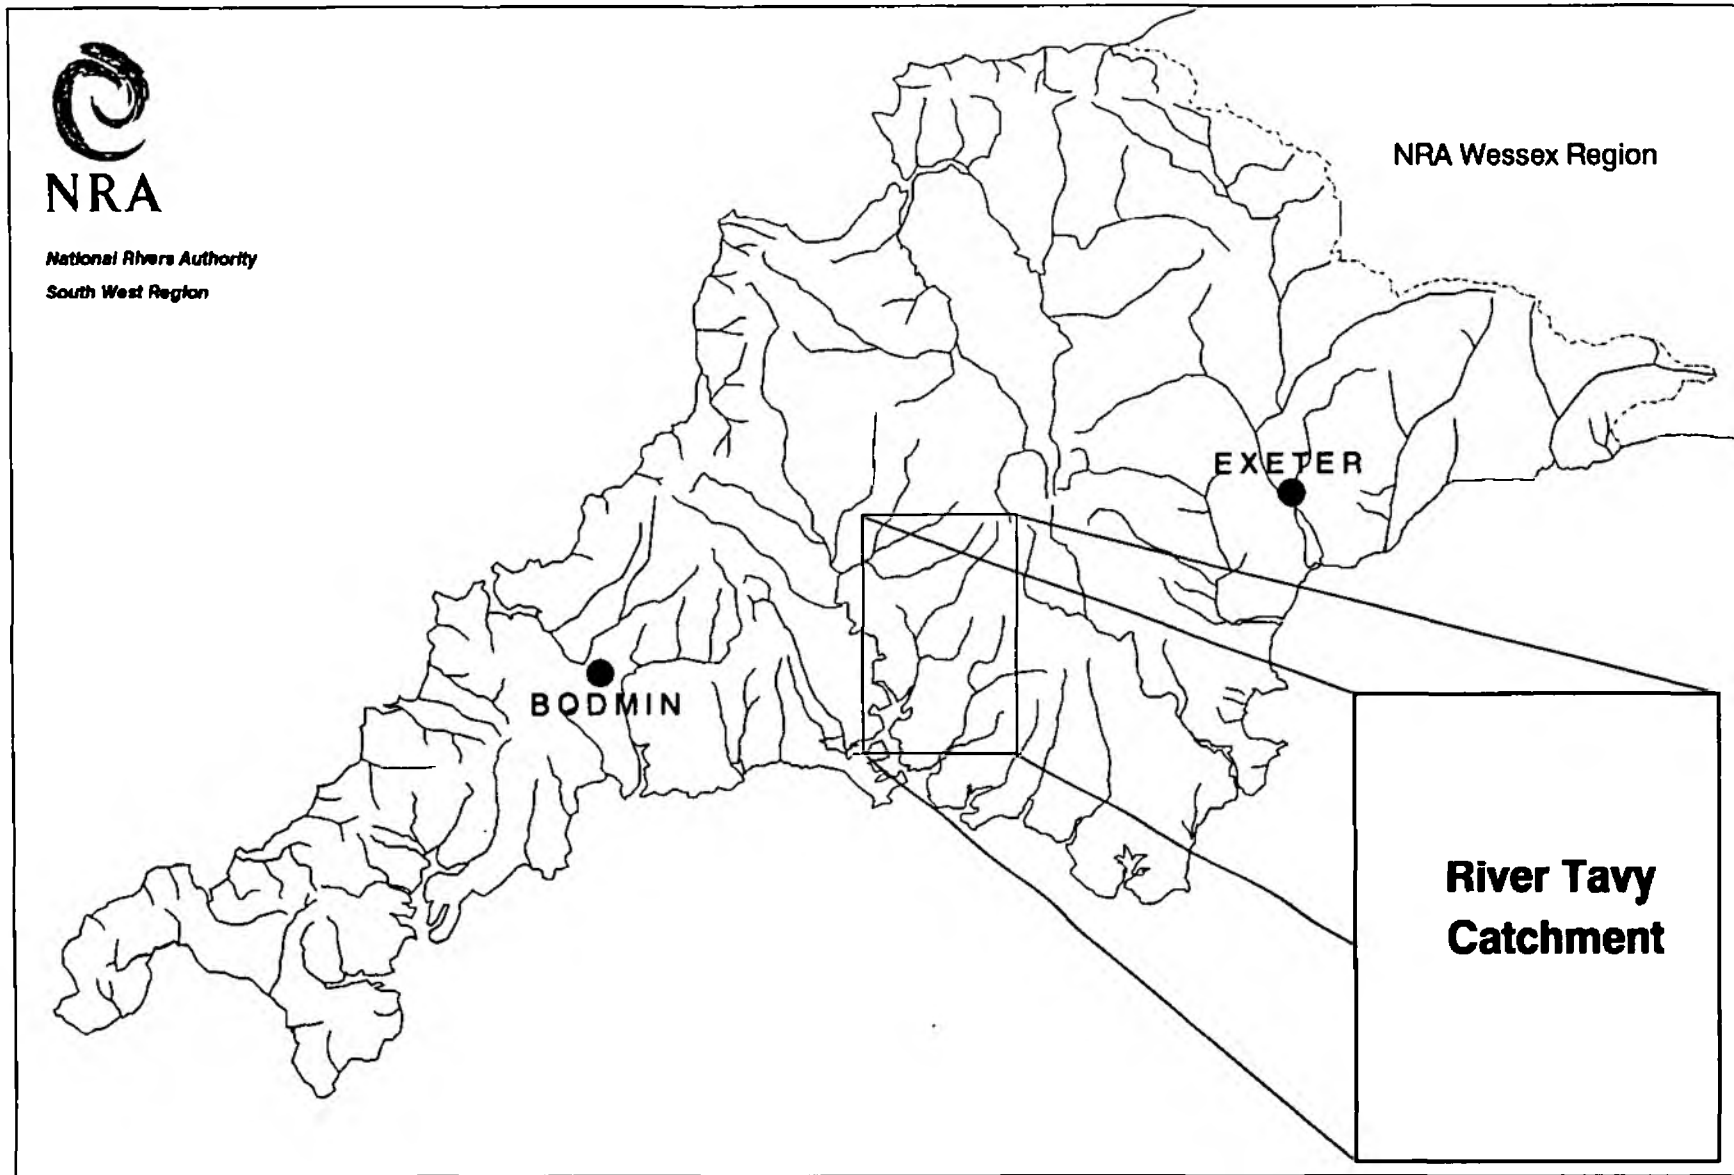 NRA
National Rivers Authority
South West Region
NRA Wessex Region
EXETER
BODMIN
River Tavy
Catchment